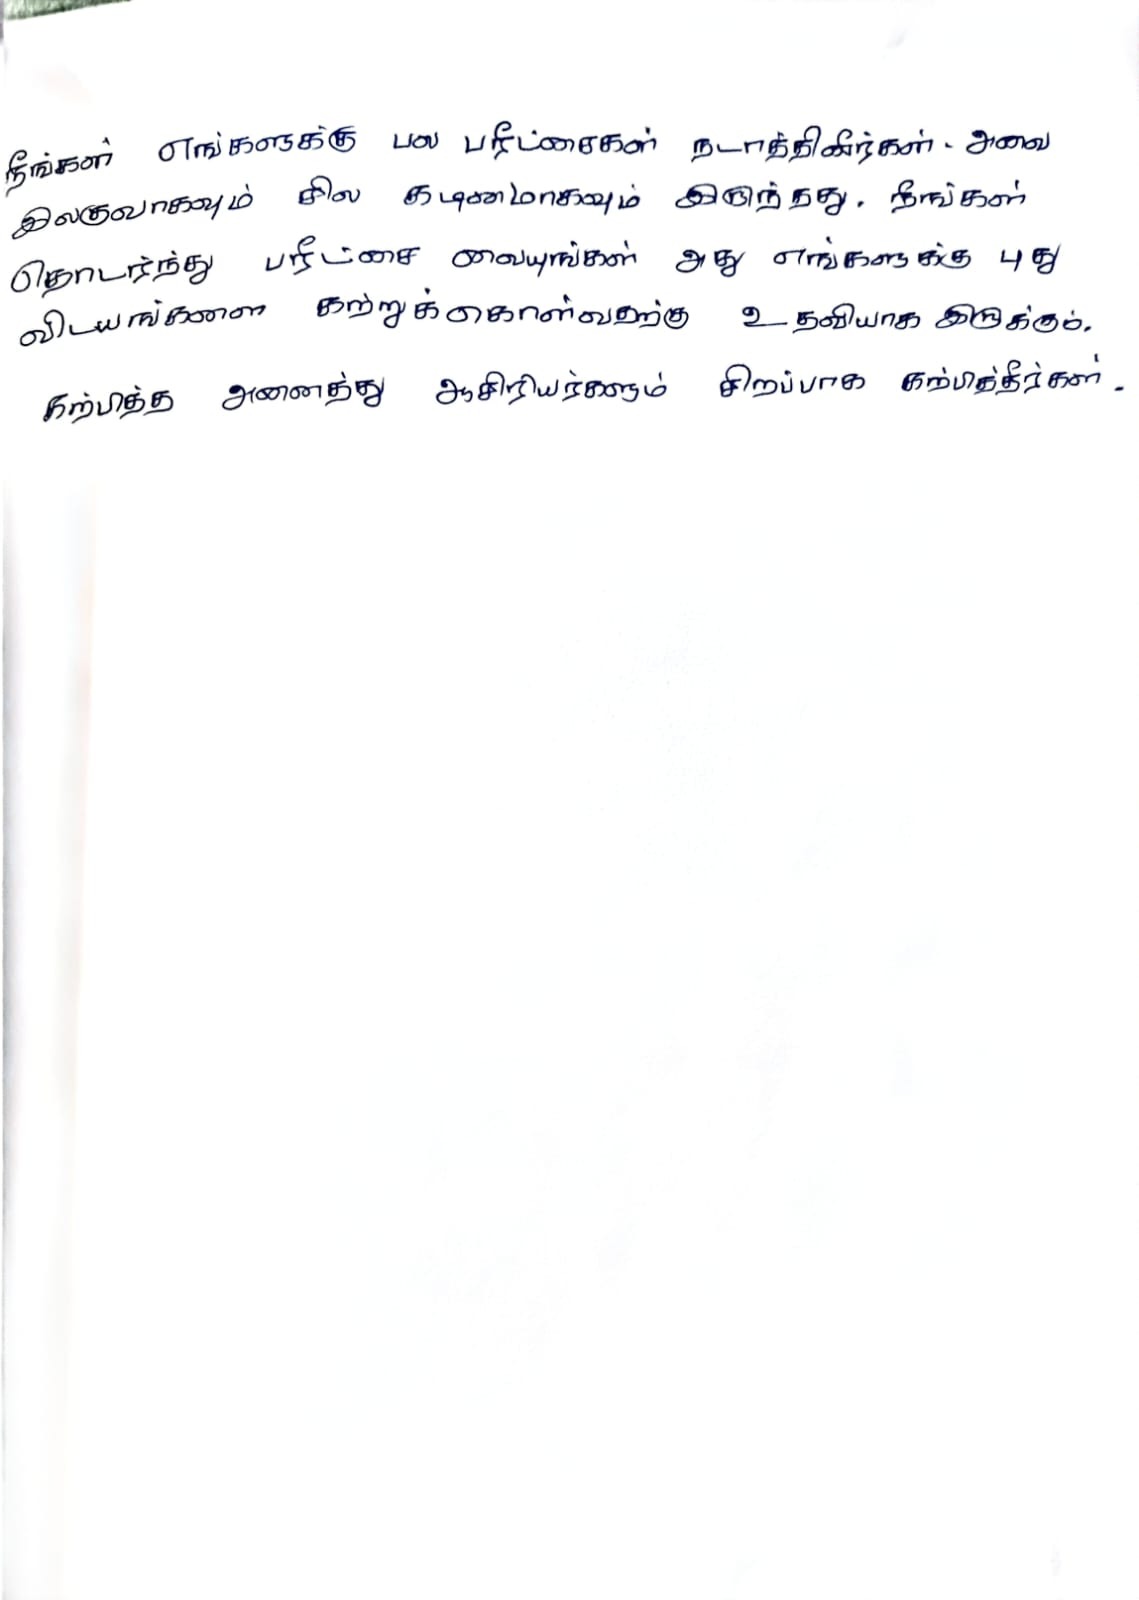 நீங்கள் எங்களுக்கு பல பரீட்சைகள் நடாத்தினீர்கள். அவை
இலகுவாகவும் சில கடினமாகவும் இருந்தது. நீங்கள்
தொடர்ந்து பரீட்சை வையுங்கள் அது எங்களுக்கு புது
விடயங்களை கற்றுக்கொள்வதற்கு உதவியாக இருக்கும்.
கற்பித்த அனைத்து ஆசிரியர்களும் சிறப்பாக கற்பித்தீர்கள்.